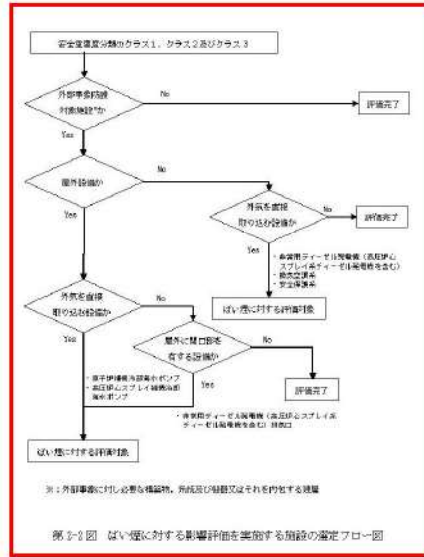 安全重要度分類のクラス1、クラス2及びクラス3
外部事象防護
対象施設※か
No
評価完了
Yes
屋外設備か
No
Yes
外気を直接
取り込む設備か
No
評価完了
Yes
・非常用ディーゼル発電機（高圧炉心
スプレイ系ディーゼル発電機を含む）
・換気空調系
・安全保護系
ばい煙に対する評価対象
外気を直接
取り込む設備か
No
Yes
屋外に開口部を
有する設備か
No
評価完了
Yes
・原子炉補機冷却海水ポンプ
・高圧炉心スプレイ補機冷却
海水ポンプ
・非常用ディーゼル発電機（高圧炉心スプレイ系
ディーゼル発電機を含む）排気口
ばい煙に対する評価対象
※：外部事象に対し必要な構築物、系統及び機器又はそれを内包する建屋
第2-2図 ばい煙に対する影響評価を実施する施設の選定フロー図